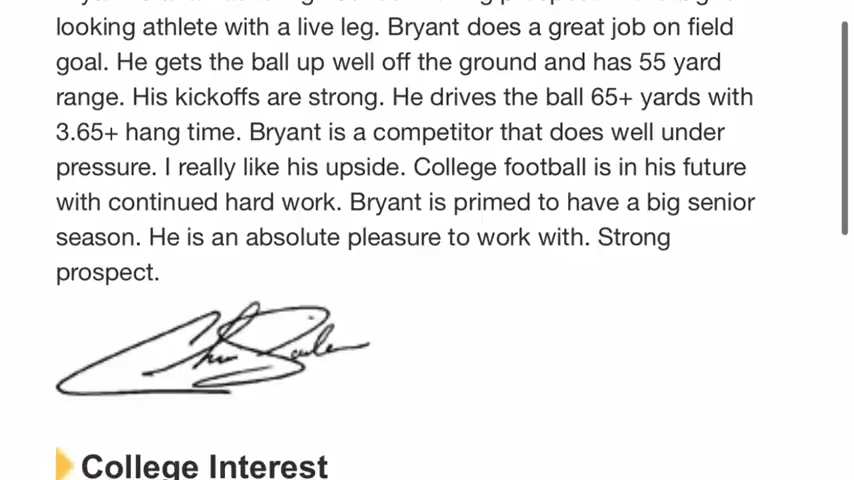 looking athlete with a live leg. Bryant does a great job on field
goal. He gets the ball up well off the ground and has 55 yard
range. His kickoffs are strong. He drives the ball 65+ yards with
3.65+ hang time. Bryant is a competitor that does well under
pressure. I really like his upside. College football is in his future
with continued hard work. Bryant is primed to have a big senior
season. He is an absolute pleasure to work with. Strong
prospect.
College Interest